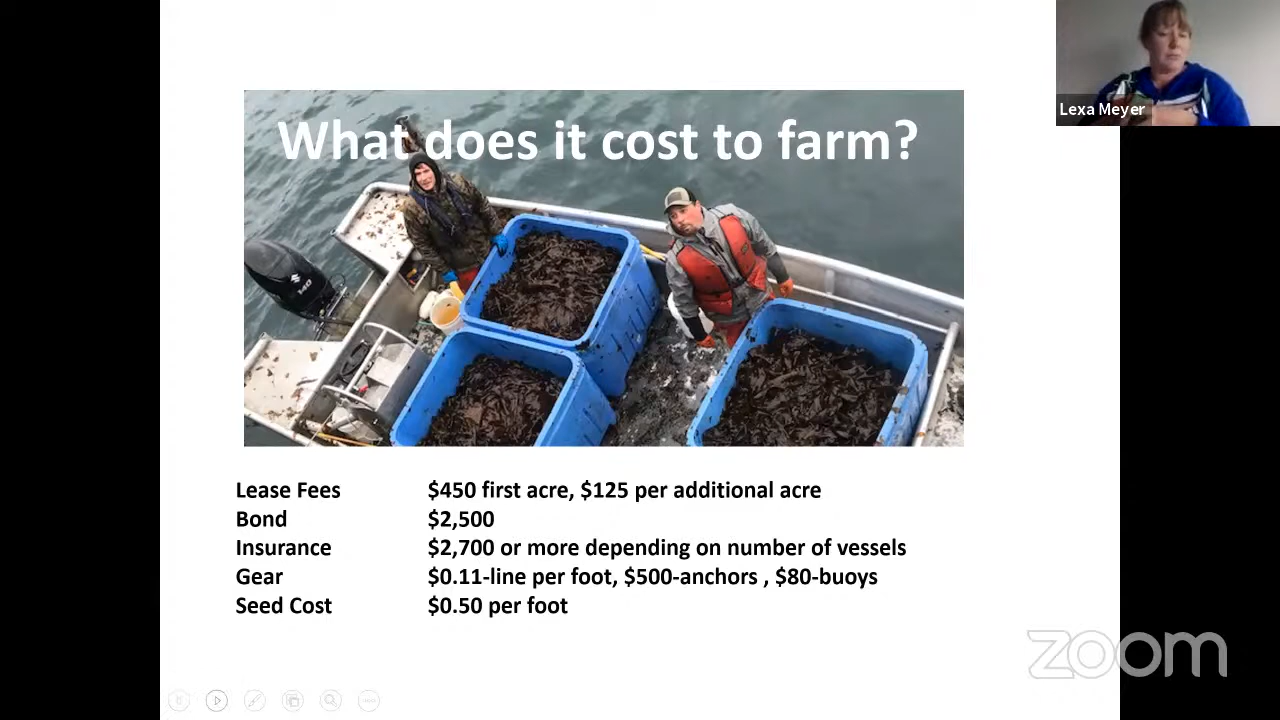 What does it cost to farm?
Lexa Meyer
140
Lease Fees $450 first acre, $125 per additional acre
Bond $2,500
Insurance $2,700 or more depending on number of vessels
Gear $0.11-line per foot, $500-anchors , $80-buoys
Seed Cost $0.50 per foot
zoom